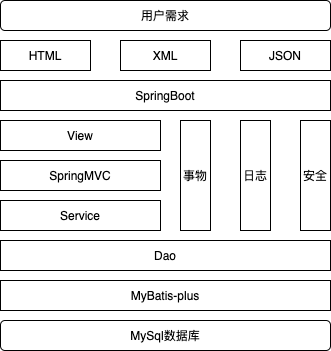 用户需求
HTML
XML
JSON
SpringBoot
View
SpringMVC
Service
事物
日志
安全
Dao
MyBatis-plus
MySql数据库